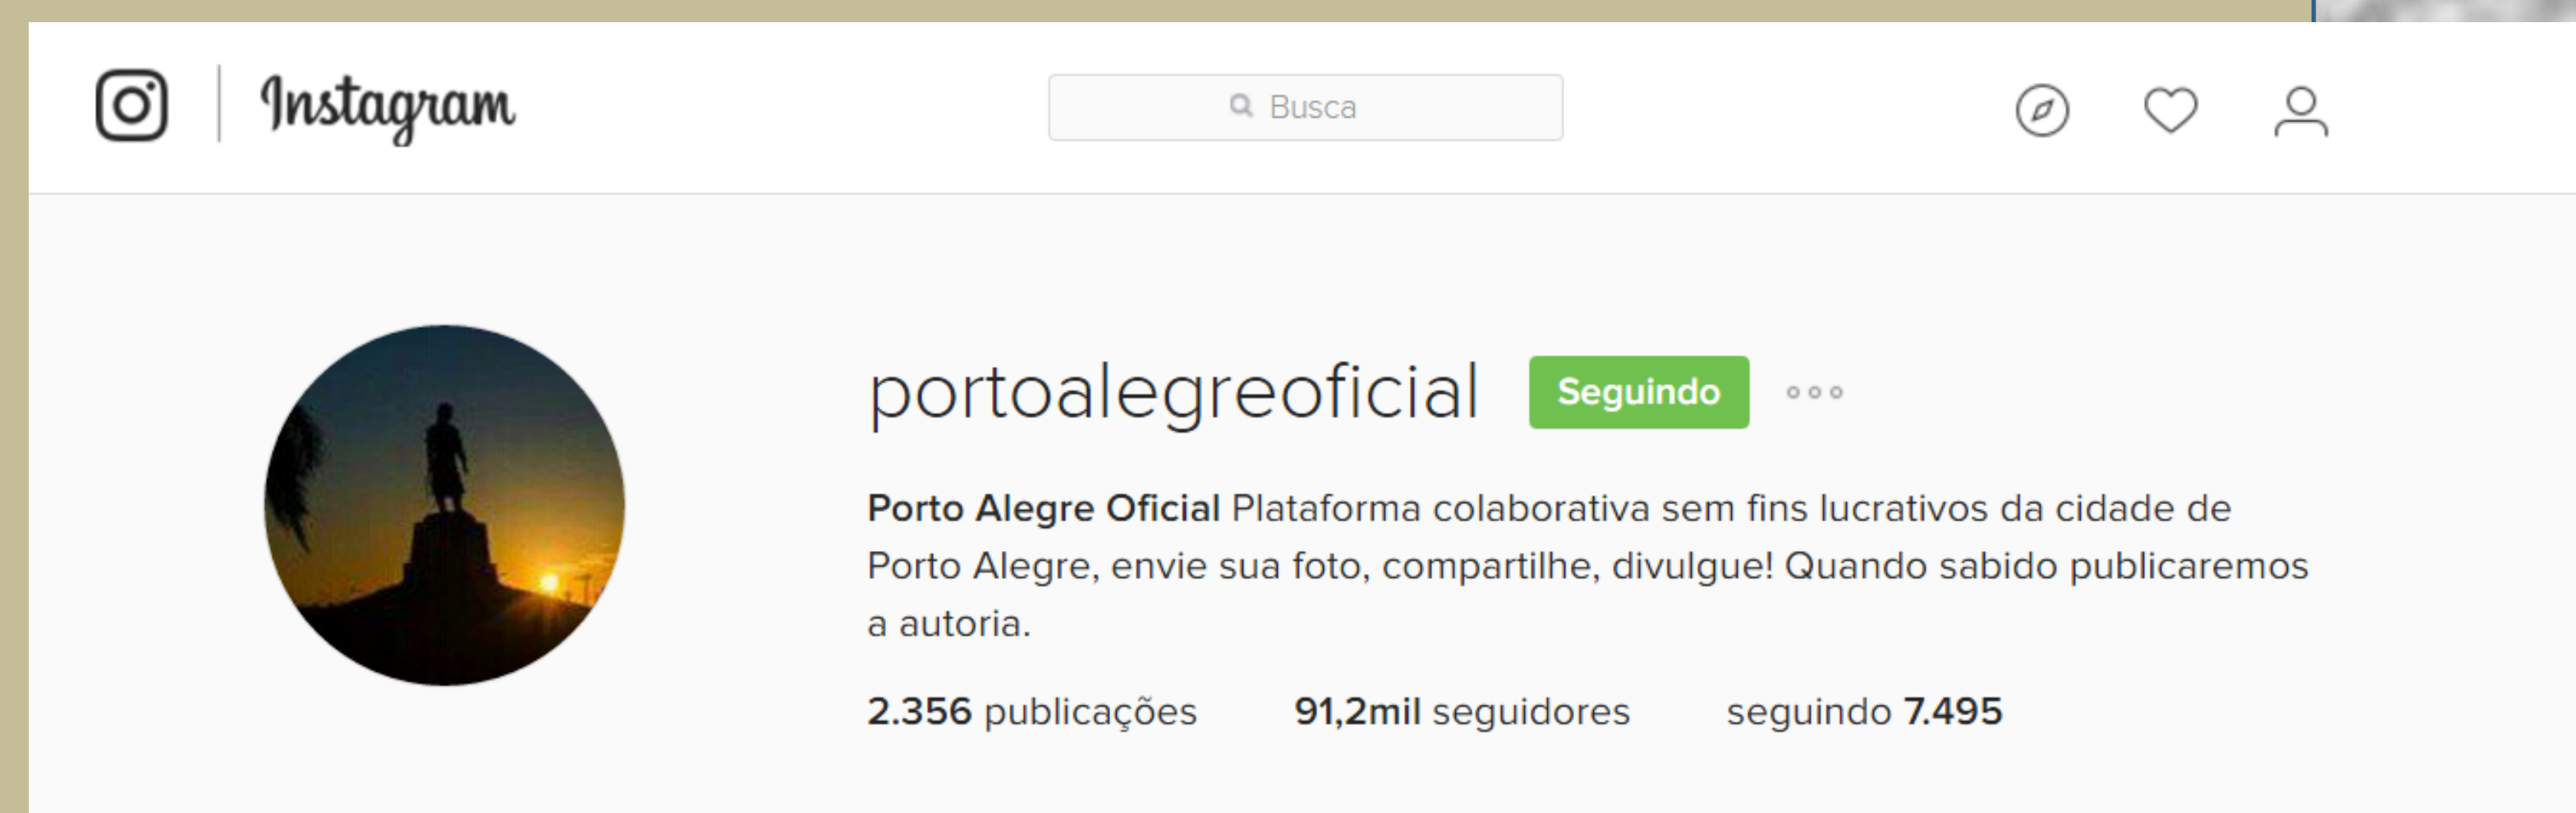 Instagram
Busca
portoalegreoficial Seguindo
Porto Alegre Oficial Plataforma colaborativa sem fins lucrativos da cidade de
Porto Alegre, envie sua foto, compartilhe, divulgue! Quando sabido publicaremos
a autoria.
2.356 publicações 91,2mil seguidores seguindo 7.495